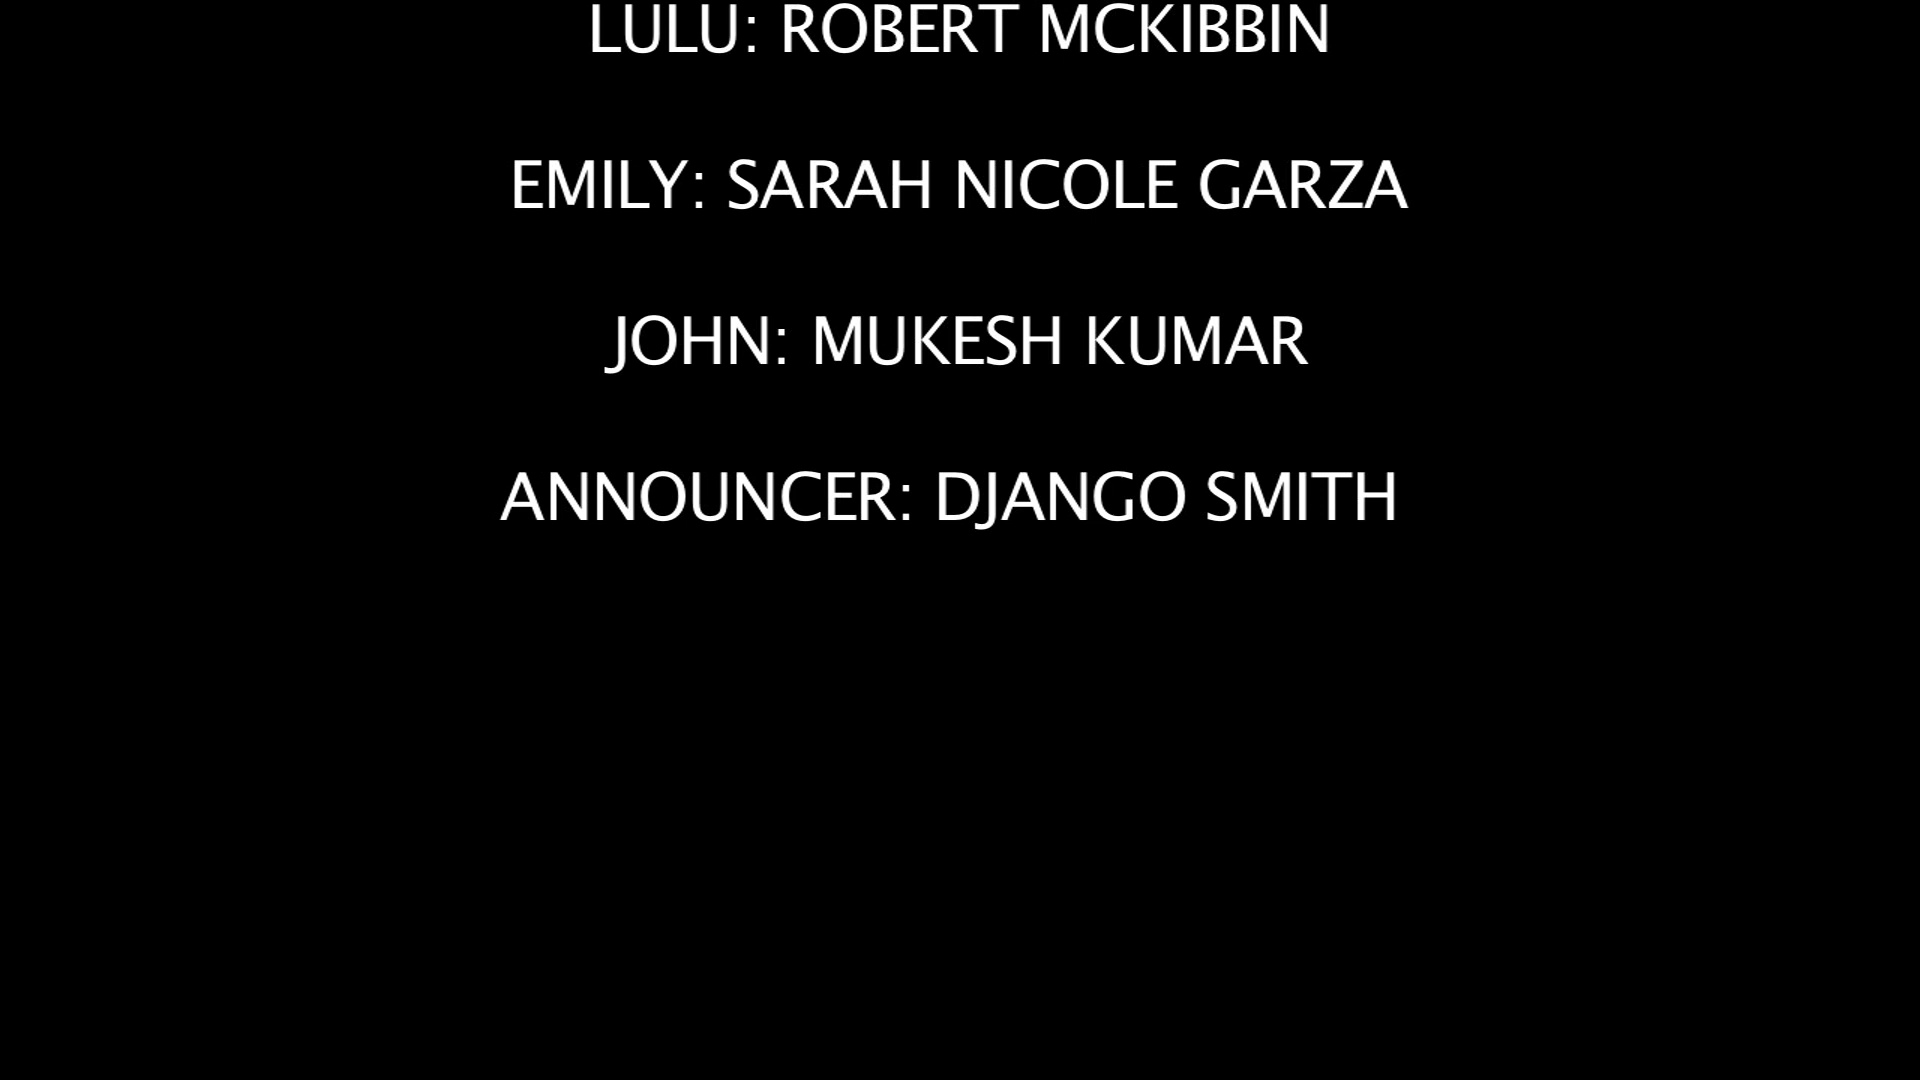 LULU: ROBERT MCKIBBIN
EMILY: SARAH NICOLE GARZA
JOHN: MUKESH KUMAR
ANNOUNCER: DJANGO SMITH